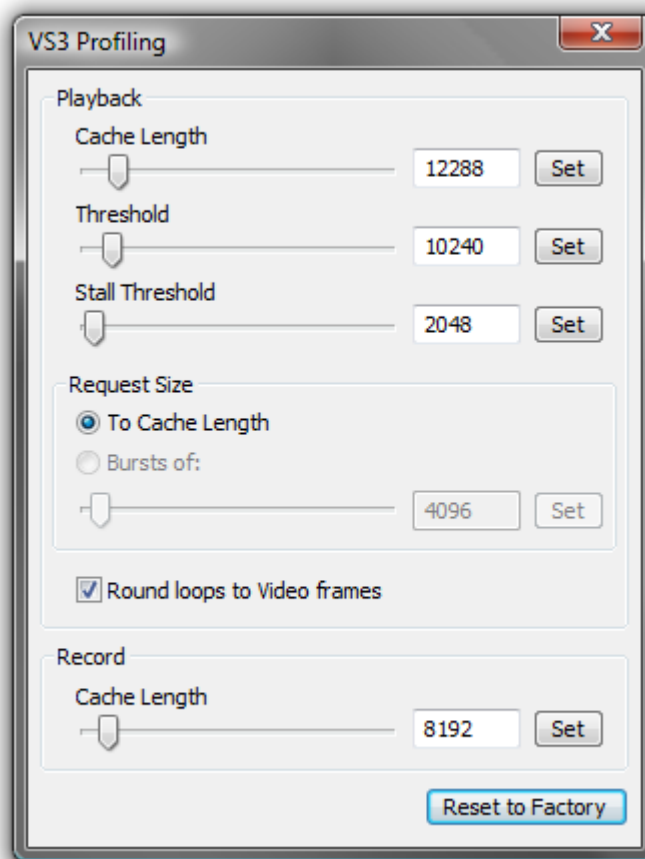 VS3 Profiling
Playback
Cache Length
12288 Set
Threshold
10240 Set
Stall Threshold
2048 Set
Request Size
To Cache Length
Bursts of:
4096 Set
Round loops to Video frames
Record
Cache Length
8192 Set
Reset to Factory